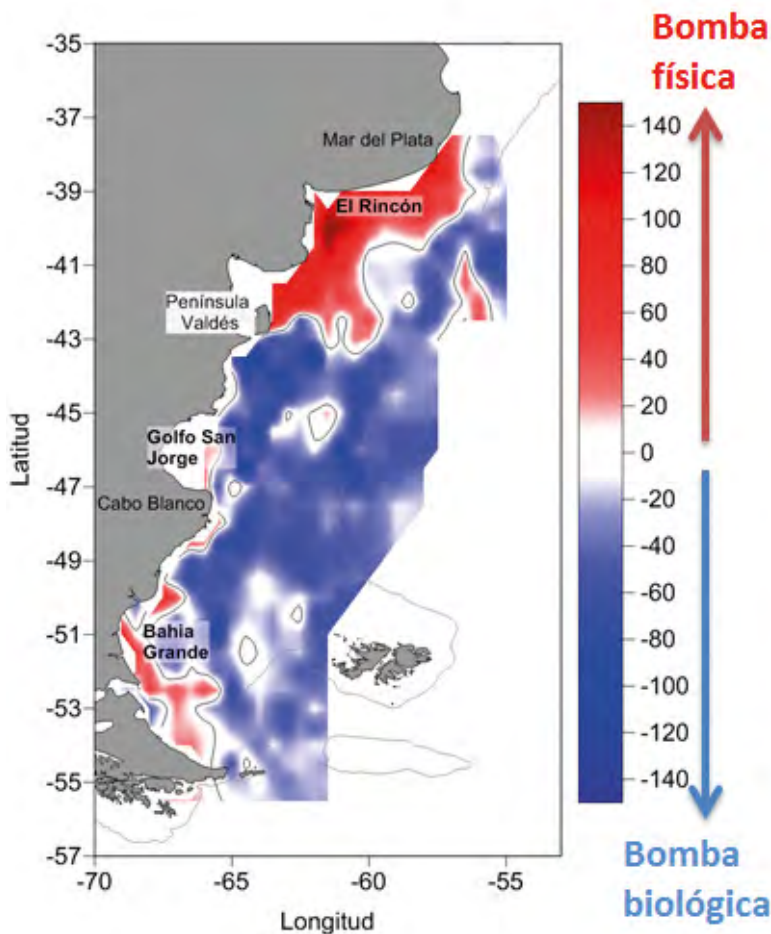 Bomba
física
-35
-37
-39
-41
-43
-45
-47
-49
-51
-53
-55
-57
Latitud
Mar del Plata
El Rincón
Península
Valdés
Golfo San
Jorge
Cabo Blanco
Bahia
Grande
-70
-65
-60
-55
Longitud
140
120
100
80
60
40
20
0
-20
-40
-60
-80
-100
-120
-140
Bomba
biológica